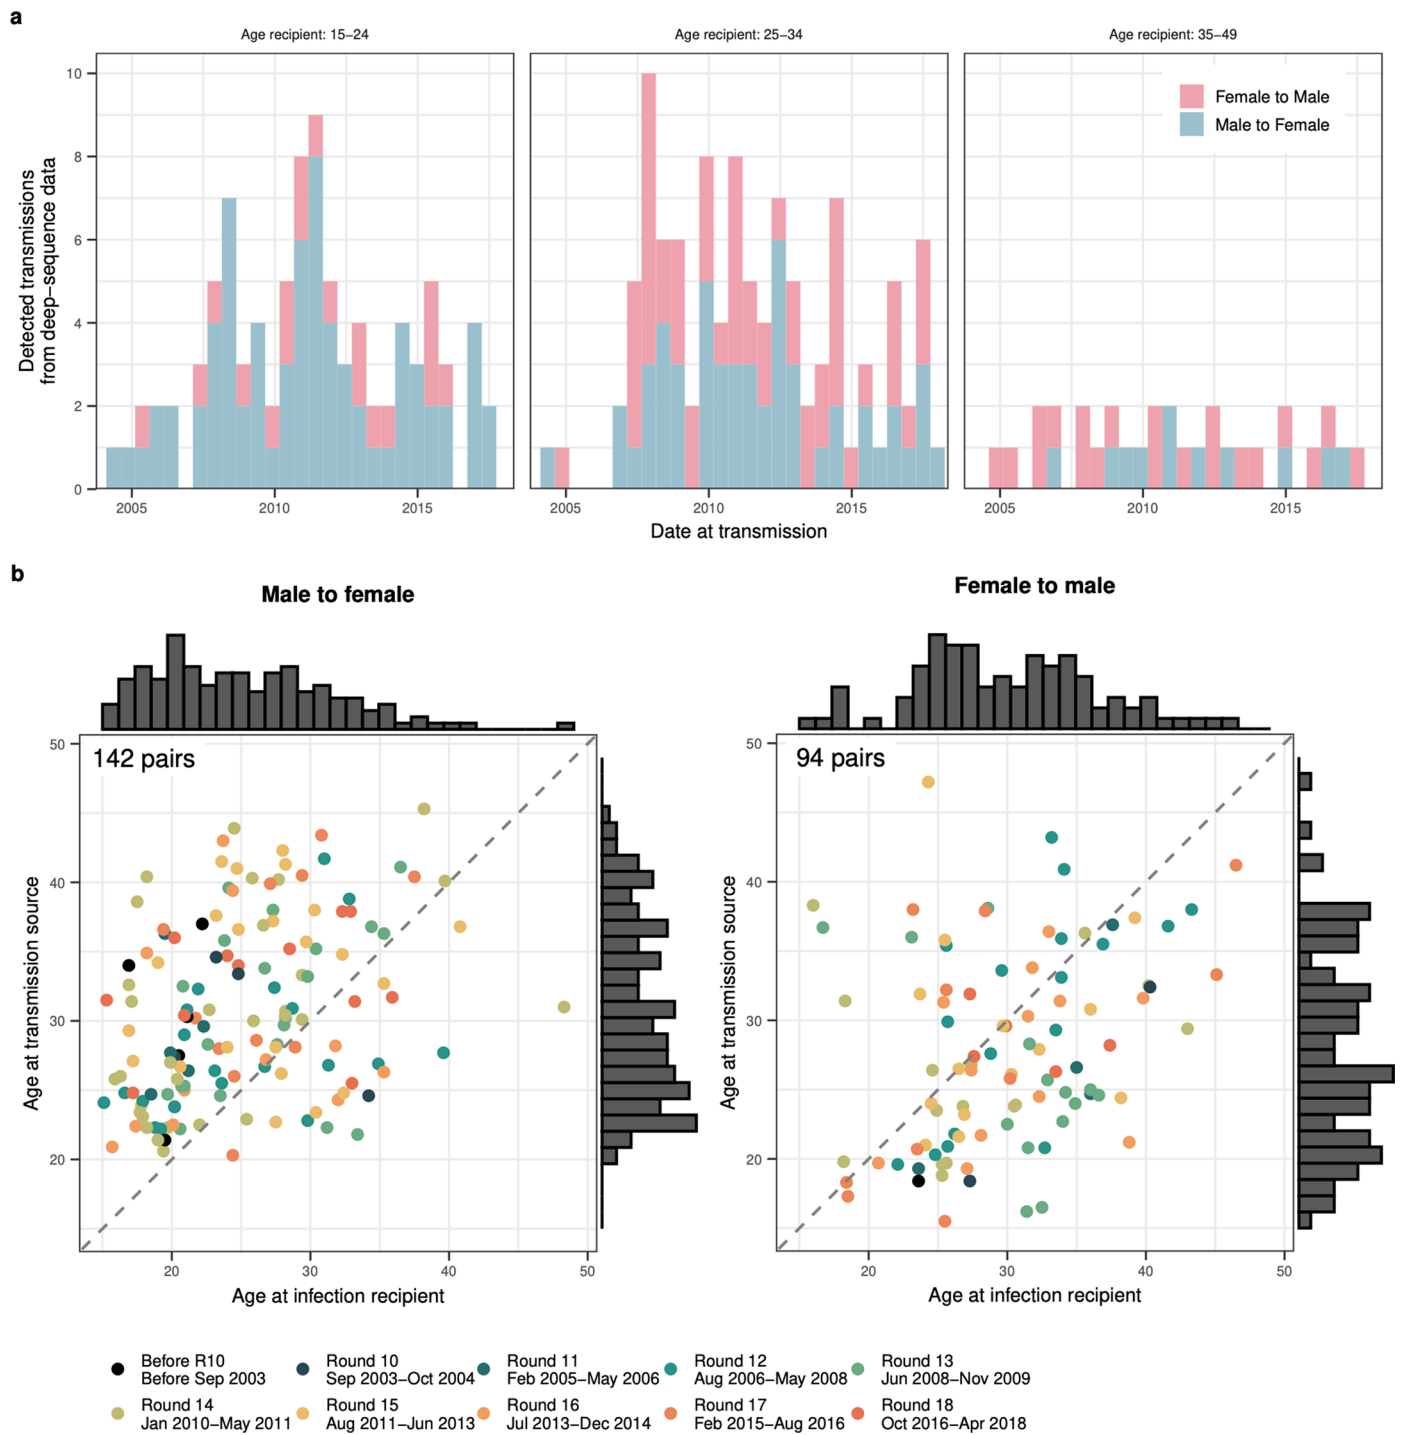 a
Age recipient: 15–24
Age recipient: 25–34
Age recipient: 35–49
Detected transmissions
from deep–sequence data
10
8
6
4
2
0
Female to Male
Male to Female
2005
2010
2015
2005
2010
2015
2005
2010
2015
Date at transmission
b
Male to female
142 pairs
Age at transmission source
50
40
30
20
20
30
40
50
Age at infection recipient
Female to male
94 pairs
Age at transmission source
50
40
30
20
20
30
40
50
Age at infection recipient
Before R10
Before Sep 2003
Round 10
Sep 2003–Oct 2004
Round 11
Feb 2005–May 2006
Round 12
Aug 2006–May 2008
Round 13
Jun 2008–Nov 2009
Round 14
Jan 2010–May 2011
Round 15
Aug 2011–Jun 2013
Round 16
Jul 2013–Dec 2014
Round 17
Feb 2015–Aug 2016
Round 18
Oct 2016–Apr 2018